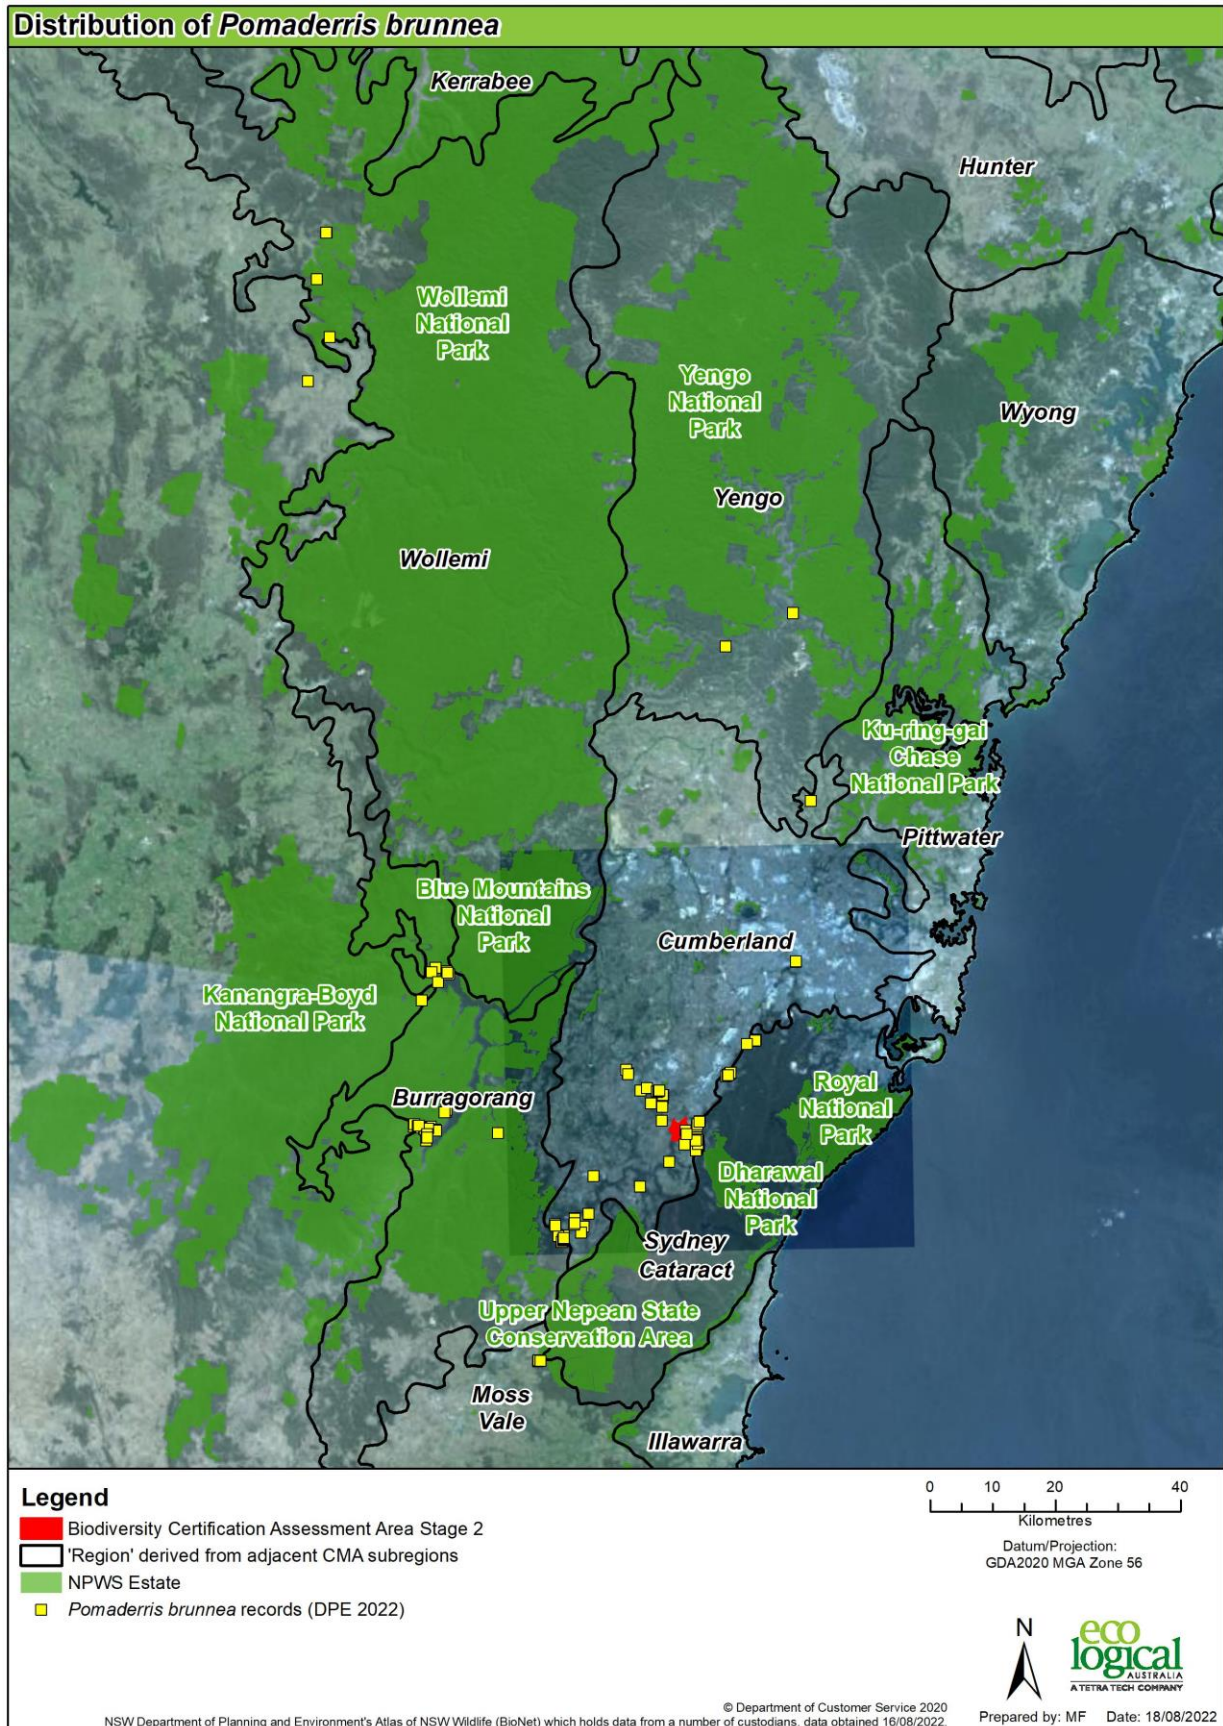 Distribution of Pomaderris brunnea
Kerrabee
Hunter
Wollemi
National
Park
Yengo
National
Park
Wyong
Yengo
Wollemi
Ku-ring-gai
Chase
National Park
Pittwater
Blue Mountains
National
Park
Cumberland
Kanangra-Boyd
National Park
Burragorang
Royal
National
Park
Dharawal
National
Park
Sydney
Cataract
Upper Nepean State
Conservation Area
Moss
Vale
Illawarra
Legend
Biodiversity Certification Assessment Area Stage 2
'Region' derived from adjacent CMA subregions
NPWS Estate
Pomaderris brunnea records (DPE 2022)
0 10 20 40
Kilometres
Datum/Projection:
GDA2020 MGA Zone 56
N
eco
logical
AUSTRALIA
A TETRA TECH COMPANY
© Department of Customer Service 2020
NSW Department of Planning and Environment's Atlas of NSW Wildlife (BioNet) which holds data from a number of custodians, data obtained 16/08/2022.
Prepared by: MF Date: 18/08/2022